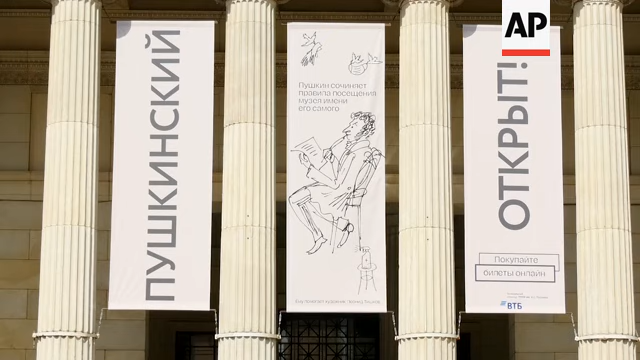 ПУШКИНСКИЙ
Пушкин сочиняет
правила посещения
музея имени
его самого
ОТКРЫТ!
Покупайте
билеты онлайн
ВТБ
AP